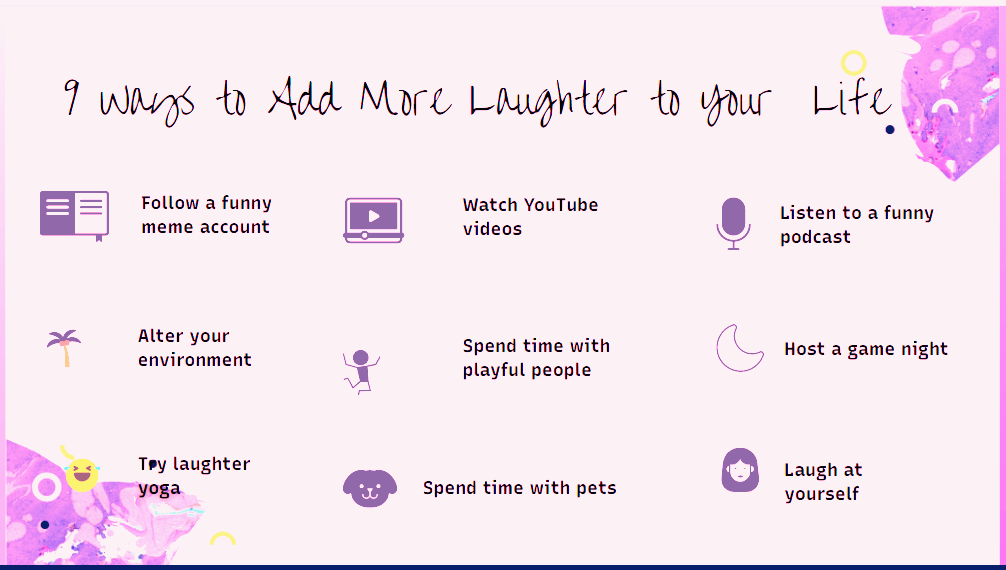 9 Ways to Add More Laughter to your Life
Follow a funny
meme account
Watch YouTube
videos
Listen to a funny
podcast
Alter your
environment
Spend time with
playful people
Host a game night
Try laughter
yoga
Spend time with pets
Laugh at
yourself